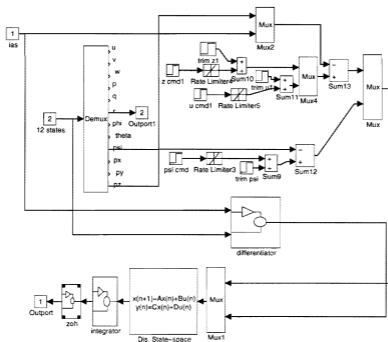 1
ias
2
12 states
Demux
u
v
w
p
q
r
phi
theta
psi
px
py
pz
2
Outport1
Mux
Mux2
trim z1
z cmd1
Sum10
trim u1
u cmd1
Rate Limiter5
Sum11
Mux
Mux4
Sum13
Mux
psi cmd
Rate Limiter3
trim psi
Sum9
Sum12
differentiator
1
Outport
zoh
integrator
x(n+1)=Ax(n)+Bu(n)
y(n)=Cx(n)+Du(n)
Dis. State-space
Mux
Mux1